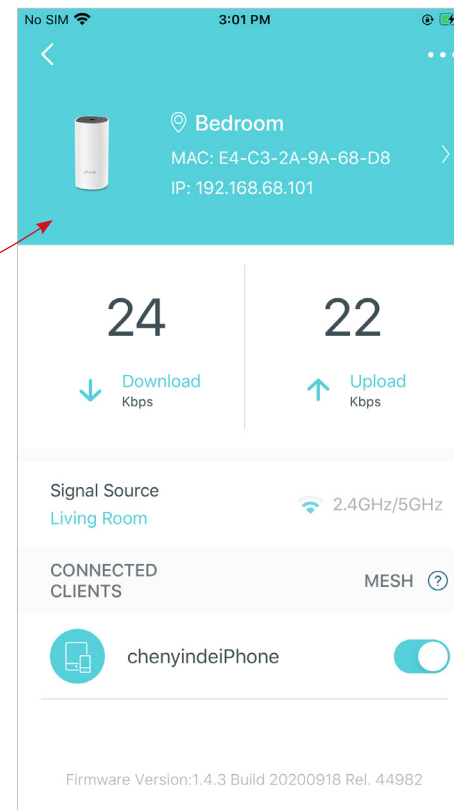 No SIM 3:01 PM
Bedroom
MAC: E4-C3-2A-9A-68-D8
IP: 192.168.68.101
24 22
Download Upload
Kbps Kbps
Signal Source
Living Room
2.4GHz/5GHz
CONNECTED
CLIENTS
MESH ?
chenyindeiPhone
Firmware Version:1.4.3 Build 20200918 Rel. 44982